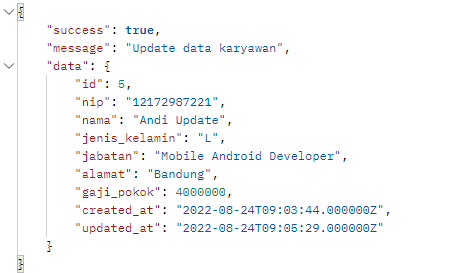 {
"success": true,
"message": "Update data karyawan",
"data": {
"id": 5,
"nip": "12172987221",
"nama": "Andi Update",
"jenis_kelamin": "L",
"jabatan": "Mobile Android Developer",
"alamat": "Bandung",
"gaji_pokok": 4000000,
"created_at": "2022-08-24T09:03:44.000000Z",
"updated_at": "2022-08-24T09:05:29.000000Z"
}
}